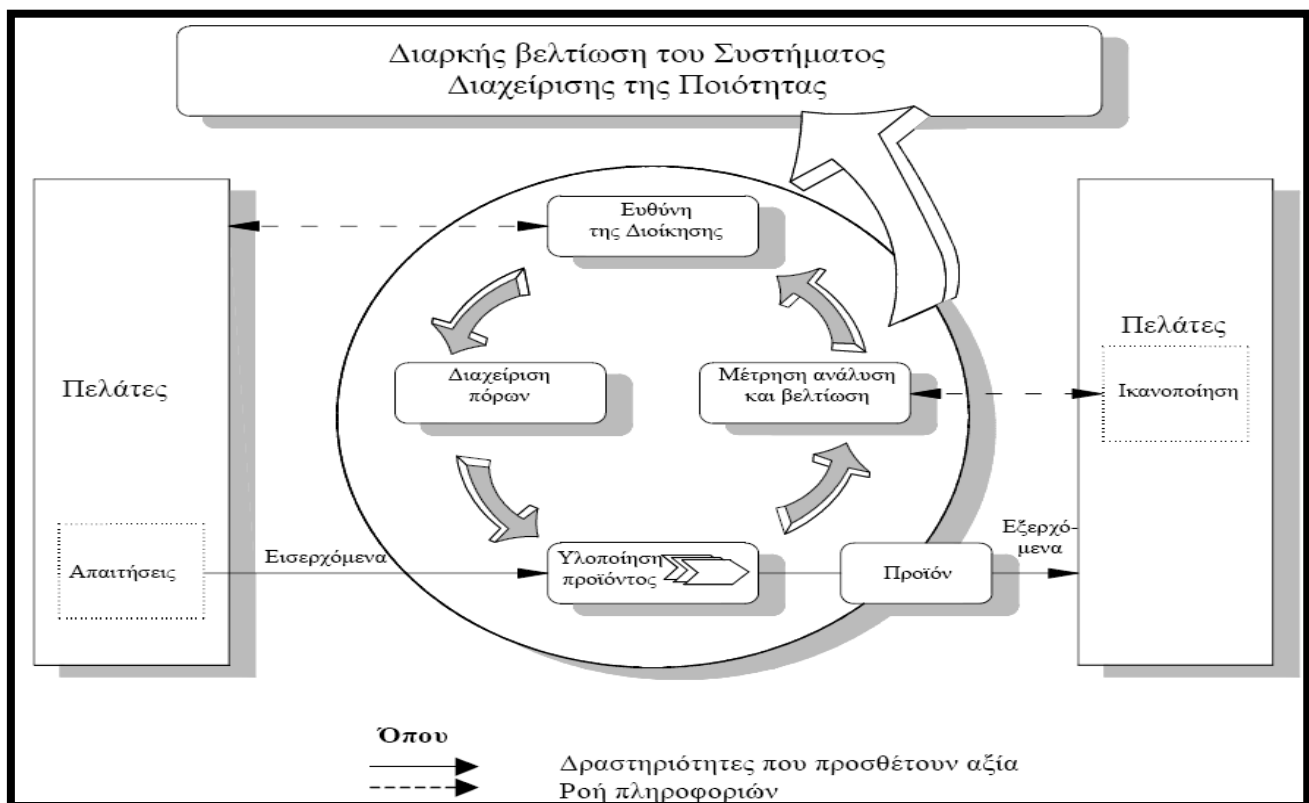 Διαρκής βελτίωση του Συστήματος
Διαχείρισης της Ποιότητας
Ευθύνη
της Διοίκησης
Πελάτες
Διαχείριση
πόρων
Μέτρηση ανάλυση
και βελτίωση
Πελάτες
Ικανοποίηση
Απαιτήσεις
Εισερχόμενα
Υλοποίηση
προϊόντος
Προϊόν
Εξερχό-
μενα
Όπου
Δραστηριότητες που προσθέτουν αξία
Ροή πληροφοριών